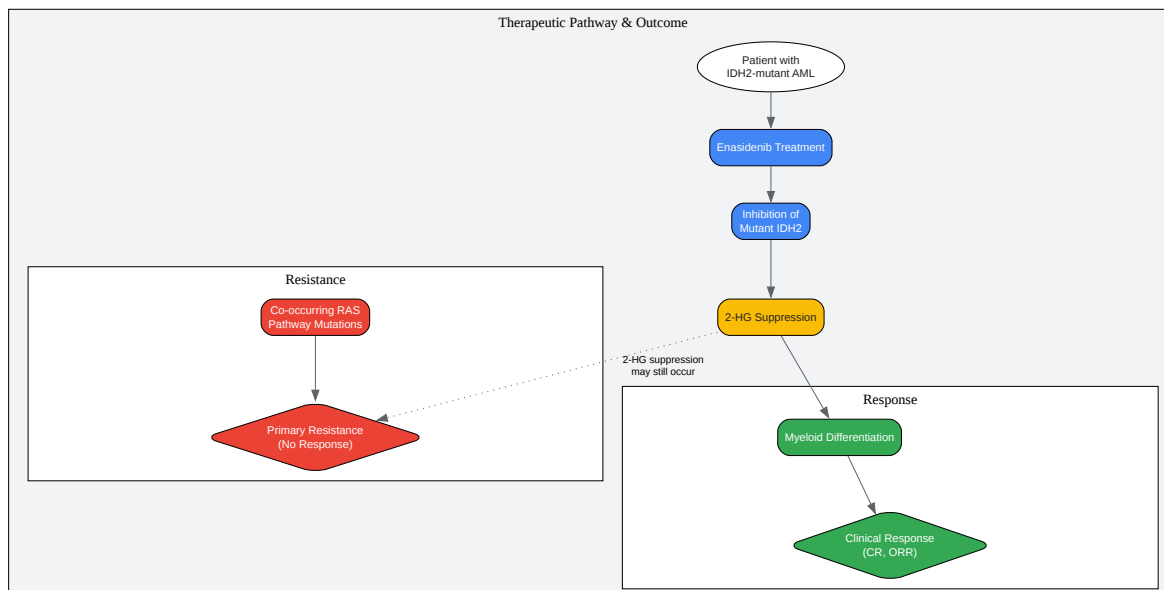 Therapeutic Pathway & Outcome
Patient with
IDH2-mutant AML
Enasidenib Treatment
Inhibition of
Mutant IDH2
2-HG Suppression
2-HG suppression
may still occur
Resistance
Co-occurring RAS
Pathway Mutations
Primary Resistance
(No Response)
Response
Myeloid Differentiation
Clinical Response
(CR, ORR)